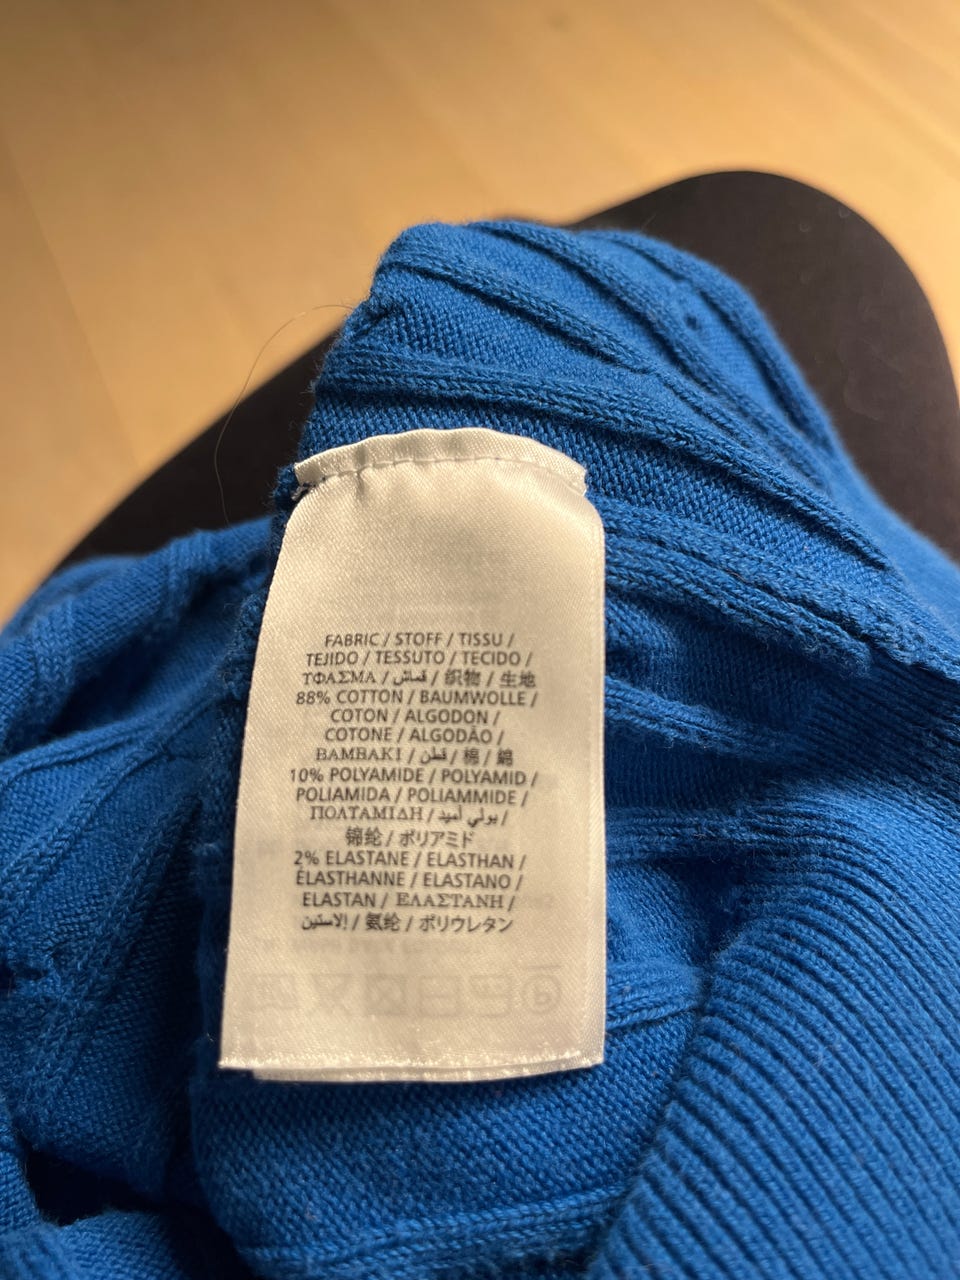 FABRIC / STOFF / TISSU /
TEJIDO / TESSUTO / TECIDO /
ΤΦΑΣΜΑ / قماش / 织物 / 生地
88% COTTON / BAUMWOLLE /
COTON / ALGODON /
COTONE / ALGODÃO /
ΒΑΜΒΑΚΙ / قطن / 棉 / 綿
10% POLYAMIDE / POLYAMID /
POLIAMIDA / POLIAMMIDE /
ΠΟΛΤΑΜΙΔΗ / بولي أميد /
锦纶 / ポリアミド
2% ELASTANE / ELASTHAN /
ÉLASTHANNE / ELASTANO /
ELASTAN / ΕΛΑΣΤΑΝΗ /
الاستين / 氨纶 / ポリウレタン